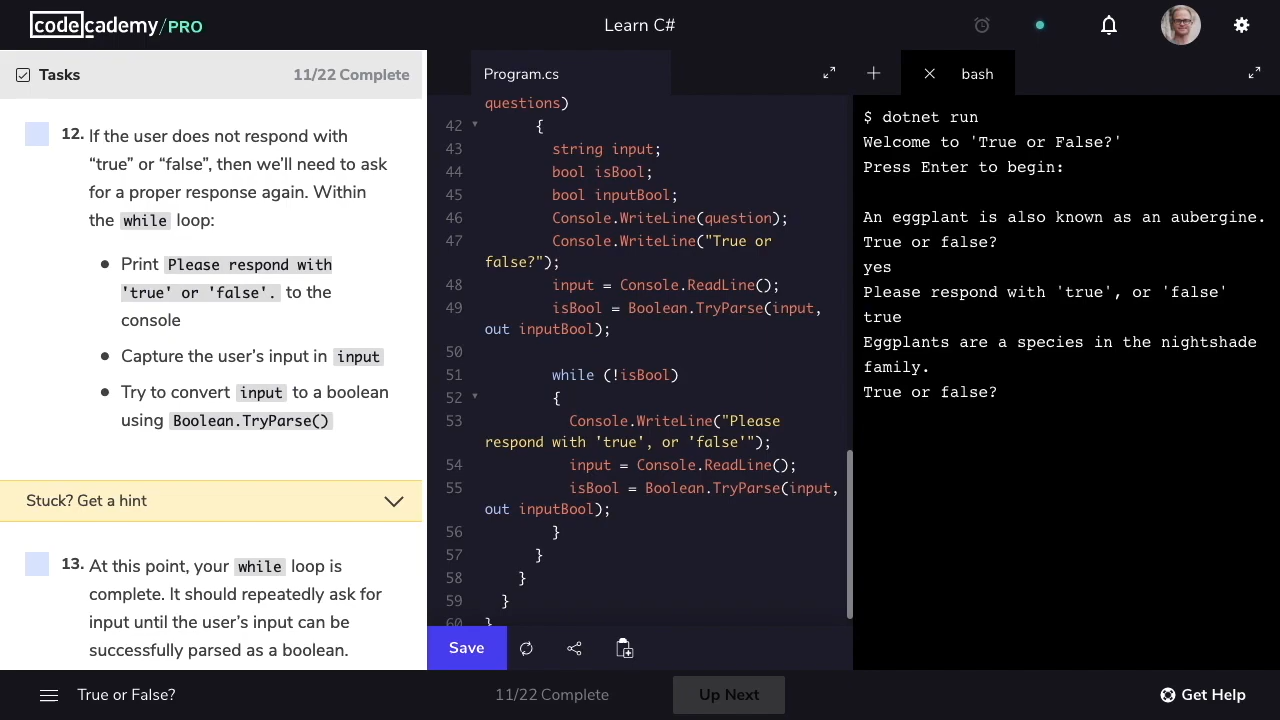 codecademy/PRO
Learn C#
Tasks
11/22 Complete
12. If the user does not respond with
“true” or “false”, then we’ll need to ask
for a proper response again. Within
the while loop:
Print Please respond with
'true' or 'false'. to the
console
Capture the user’s input in input
Try to convert input to a boolean
using Boolean.TryParse()
Stuck? Get a hint
13. At this point, your while loop is
complete. It should repeatedly ask for
input until the user’s input can be
successfully parsed as a boolean.
Program.cs
questions)
42 {
43 string input;
44 bool isBool;
45 bool inputBool;
46 Console.WriteLine(question);
47 Console.WriteLine("True or
false?");
48 input = Console.ReadLine();
49 isBool = Boolean.TryParse(input,
out inputBool);
50
51 while (!isBool)
52 {
53 Console.WriteLine("Please
respond with 'true', or 'false'");
54 input = Console.ReadLine();
55 isBool = Boolean.TryParse(input,
out inputBool);
56 }
57 }
58 }
59 }
60 }
bash
$ dotnet run
Welcome to 'True or False?'
Press Enter to begin:
An eggplant is also known as an aubergine.
True or false?
yes
Please respond with 'true', or 'false'
true
Eggplants are a species in the nightshade
family.
True or false?
Save
True or False?
11/22 Complete
Up Next
Get Help